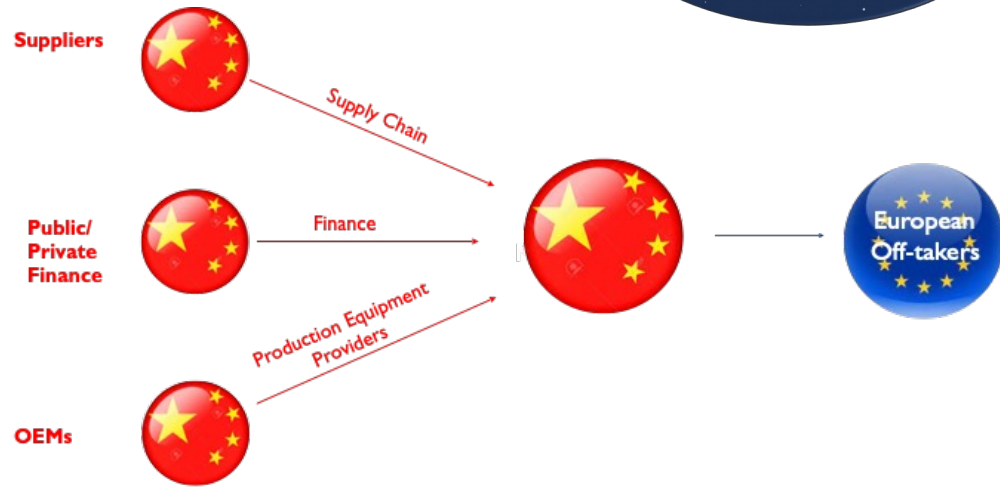 Suppliers
Supply Chain
Public/
Private
Finance
Finance
Production Equipment
Providers
OEMs
European
Off-takers